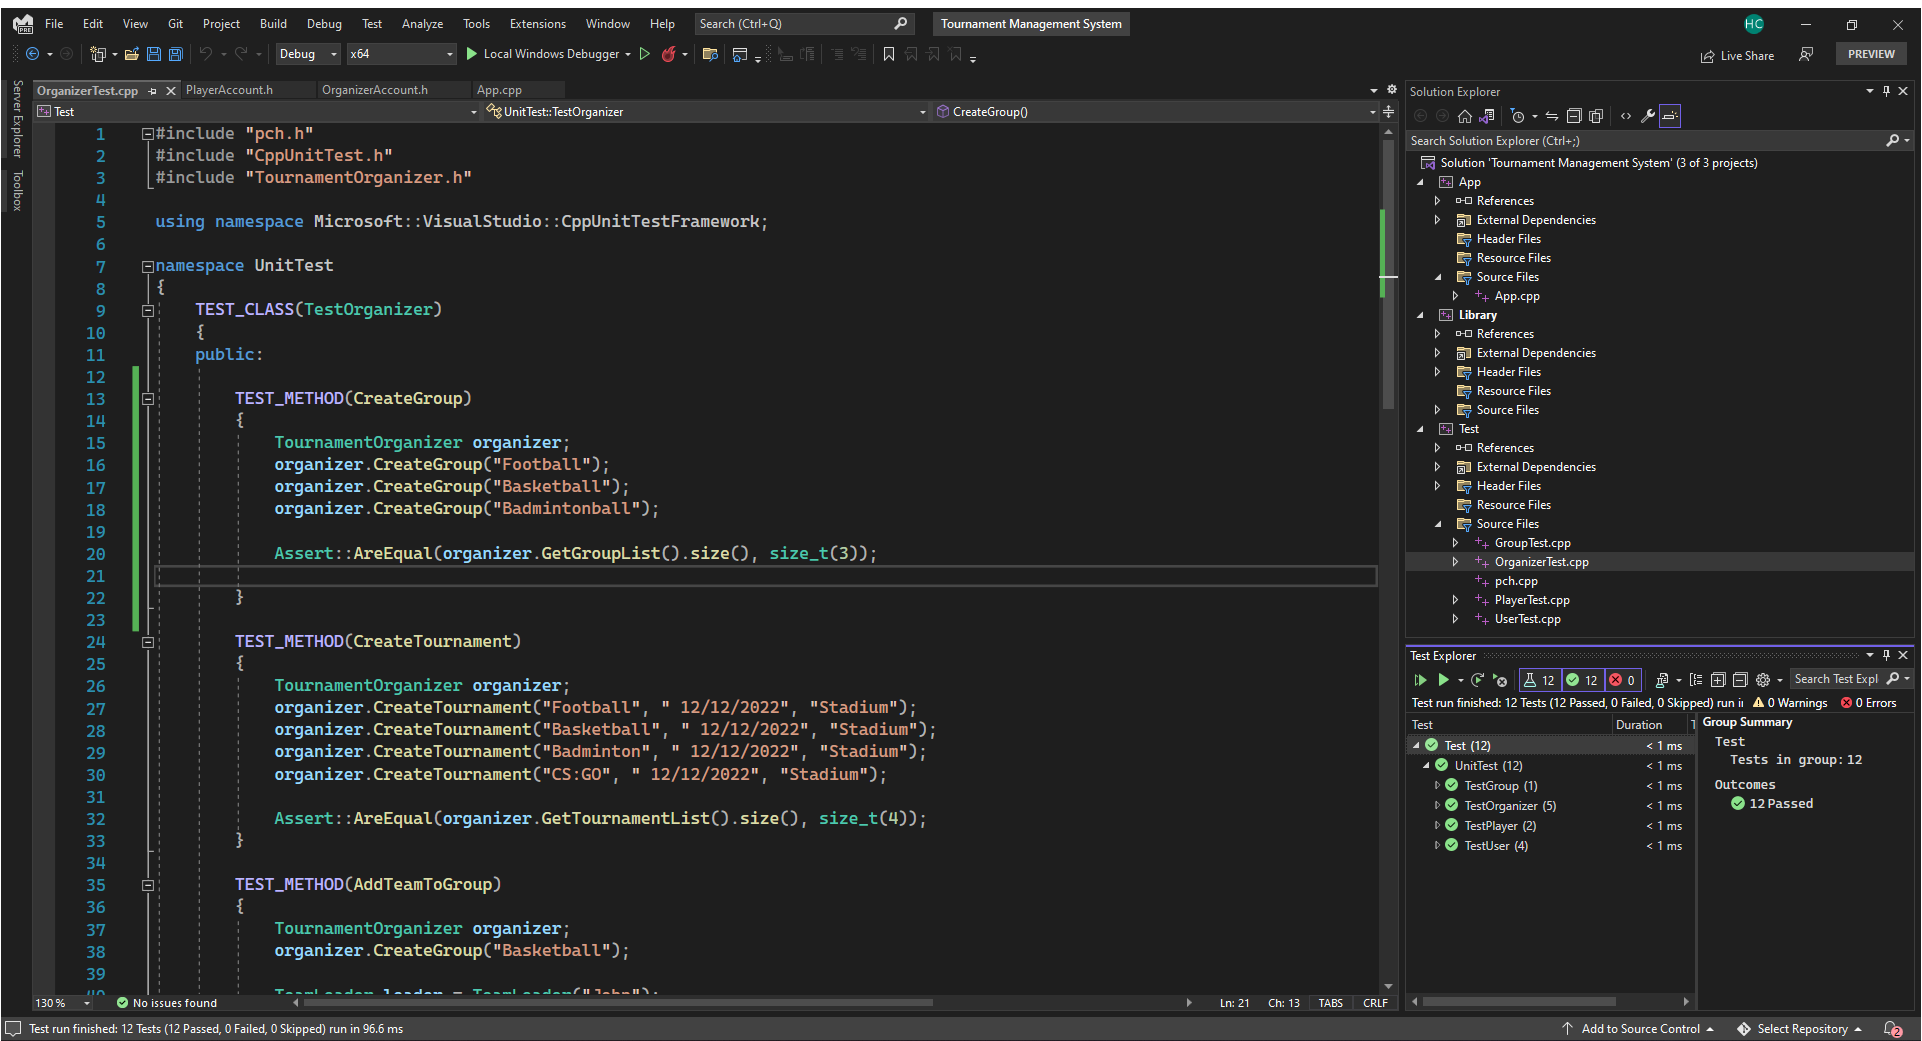 File Edit View Git Project Build Debug Test Analyze Tools Extensions Window Help Search (Ctrl+Q) Tournament Management System HC
Debug x64 Local Windows Debugger Live Share PREVIEW
Server Explorer
Toolbox
OrganizerTest.cpp PlayerAccount.h OrganizerAccount.h App.cpp
Test UnitTest::TestOrganizer CreateGroup()
1 #include "pch.h"
2 #include "CppUnitTest.h"
3 #include "TournamentOrganizer.h"
4
5 using namespace Microsoft::VisualStudio::CppUnitTestFramework;
6
7 namespace UnitTest
8 {
9 TEST_CLASS(TestOrganizer)
10 {
11 public:
12
13 TEST_METHOD(CreateGroup)
14 {
15 TournamentOrganizer organizer;
16 organizer.CreateGroup("Football");
17 organizer.CreateGroup("Basketball");
18 organizer.CreateGroup("Badmintonball");
19
20 Assert::AreEqual(organizer.GetGroupList().size(), size_t(3));
21
22 }
23
24 TEST_METHOD(CreateTournament)
25 {
26 TournamentOrganizer organizer;
27 organizer.CreateTournament("Football", " 12/12/2022", "Stadium");
28 organizer.CreateTournament("Basketball", " 12/12/2022", "Stadium");
29 organizer.CreateTournament("Badminton", " 12/12/2022", "Stadium");
30 organizer.CreateTournament("CS:GO", " 12/12/2022", "Stadium");
31
32 Assert::AreEqual(organizer.GetTournamentList().size(), size_t(4));
33 }
34
35 TEST_METHOD(AddTeamToGroup)
36 {
37 TournamentOrganizer organizer;
38 organizer.CreateGroup("Basketball");
39
40 TeamLeader leader = TeamLeader("John");
130 % No issues found Ln: 21 Ch: 13 TABS CRLF
Solution Explorer
Search Solution Explorer (Ctrl+;)
Solution 'Tournament Management System' (3 of 3 projects)
App
References
External Dependencies
Header Files
Resource Files
Source Files
App.cpp
Library
References
External Dependencies
Header Files
Resource Files
Source Files
Test
References
External Dependencies
Header Files
Resource Files
Source Files
GroupTest.cpp
OrganizerTest.cpp
pch.cpp
PlayerTest.cpp
UserTest.cpp
Test Explorer
12 12 0 Search Test Expl
Test run finished: 12 Tests (12 Passed, 0 Failed, 0 Skipped) run i 0 Warnings 0 Errors
Test Duration T
Test (12) < 1 ms
UnitTest (12) < 1 ms
TestGroup (1) < 1 ms
TestOrganizer (5) < 1 ms
TestPlayer (2) < 1 ms
TestUser (4) < 1 ms
Group Summary
Test
Tests in group: 12
Outcomes
12 Passed
Test run finished: 12 Tests (12 Passed, 0 Failed, 0 Skipped) run in 96.6 ms Add to Source Control Select Repository 2